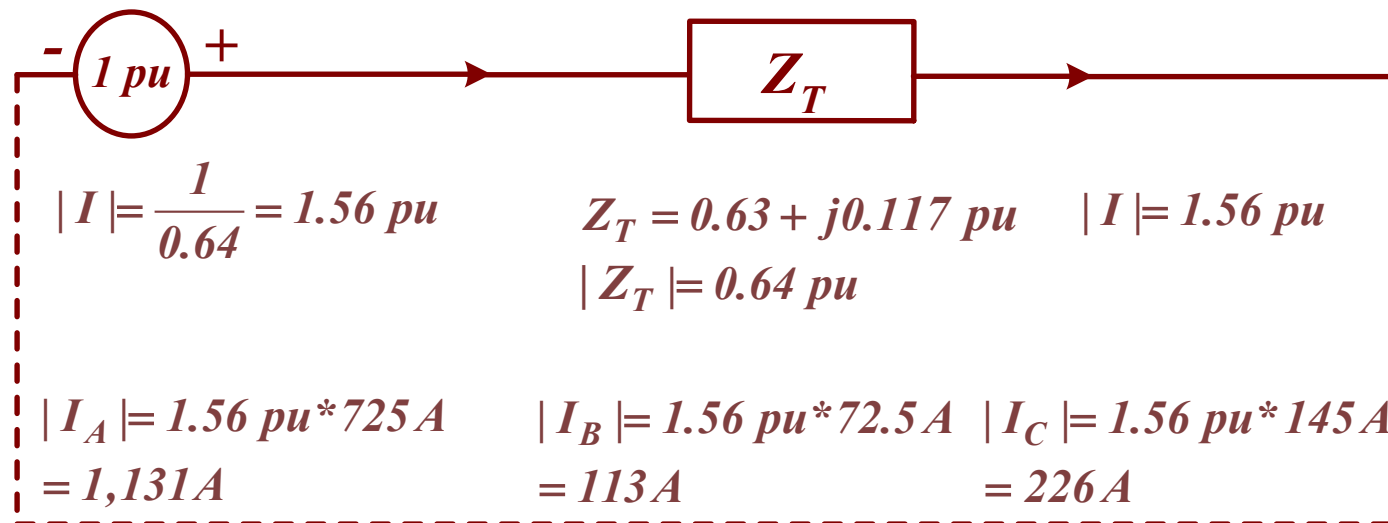 - 1 pu + Z_T
|I|= 1/0.64 = 1.56 pu
Z_T = 0.63 + j0.117 pu
|Z_T|= 0.64 pu
|I|= 1.56 pu
|I_A|= 1.56 pu*725 A
= 1,131 A
|I_B|= 1.56 pu*72.5 A
= 113 A
|I_C|= 1.56 pu*145 A
= 226 A